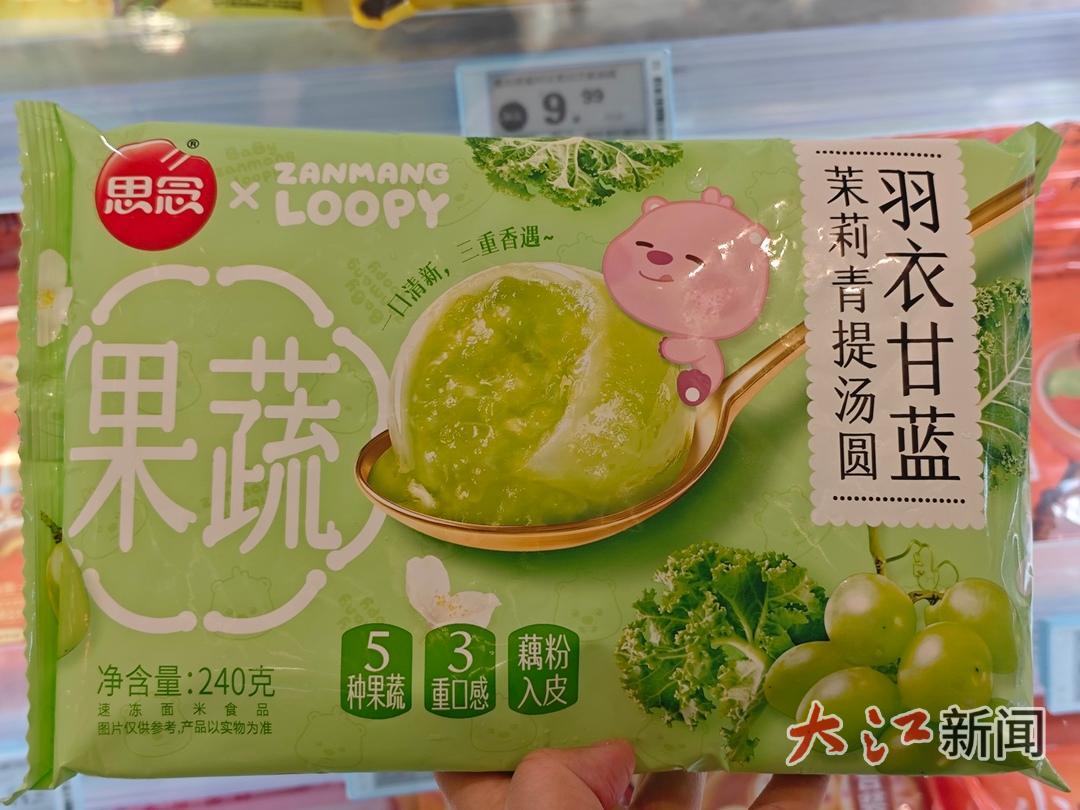 9.99
思念®
×
ZANMANG
LOOPY
一口清新，三重香遇~
果蔬
羽衣甘蓝
茉莉青提汤圆
5
种果蔬
3
重口感
藕粉
入皮
净含量：240克
速冻面米食品
图片仅供参考，产品以实物为准
大江新闻